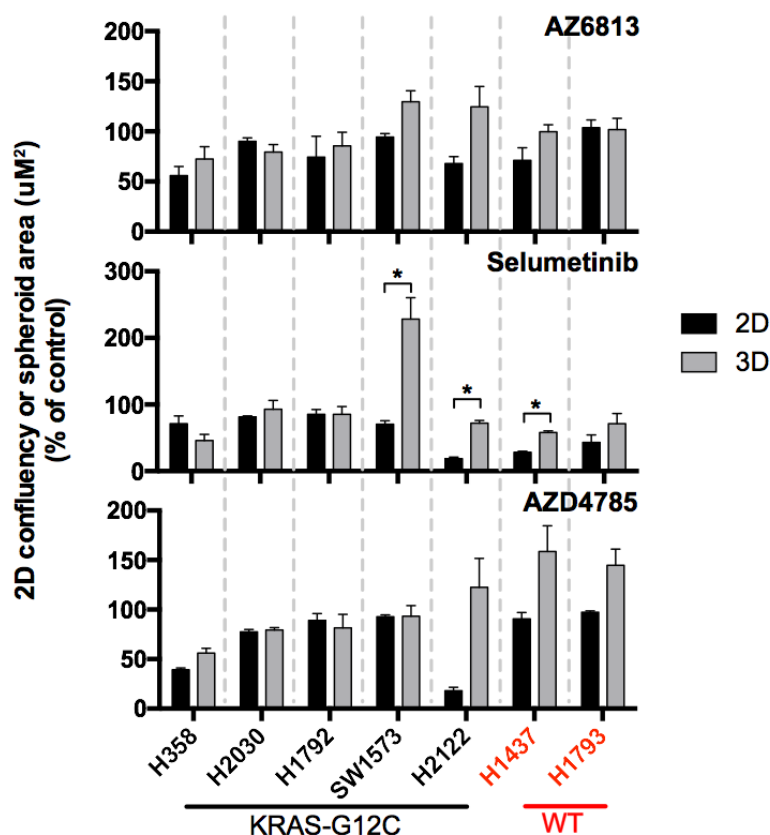 AZ6813
200
150
100
50
0
Selumetinib
300
200
100
0
* * *
AZD4785
200
150
100
50
0
2D confluency or spheroid area (uM²)
(% of control)
2D
3D
H358 H2030 H1792 SW1573 H2122 H1437 H1793
KRAS-G12C WT